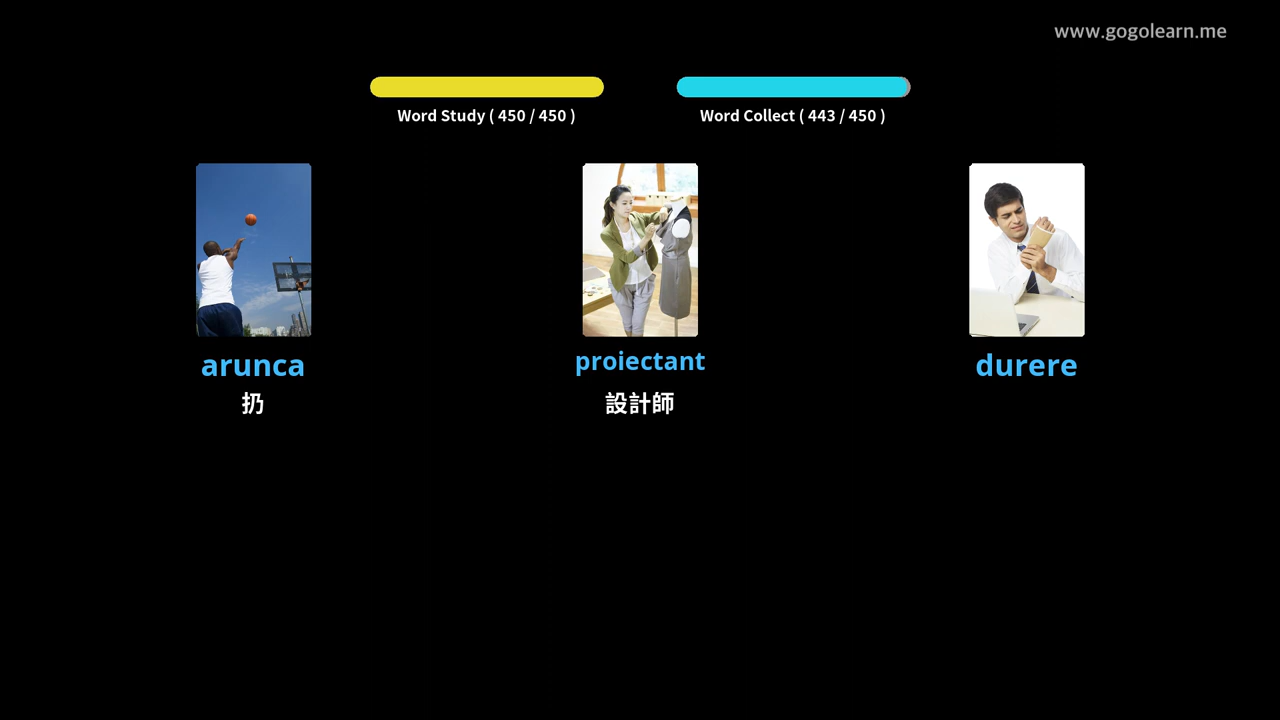 www.gogolearn.me
Word Study ( 450 / 450 )
Word Collect ( 443 / 450 )
arunca
proiectant
durere
扔
設計師